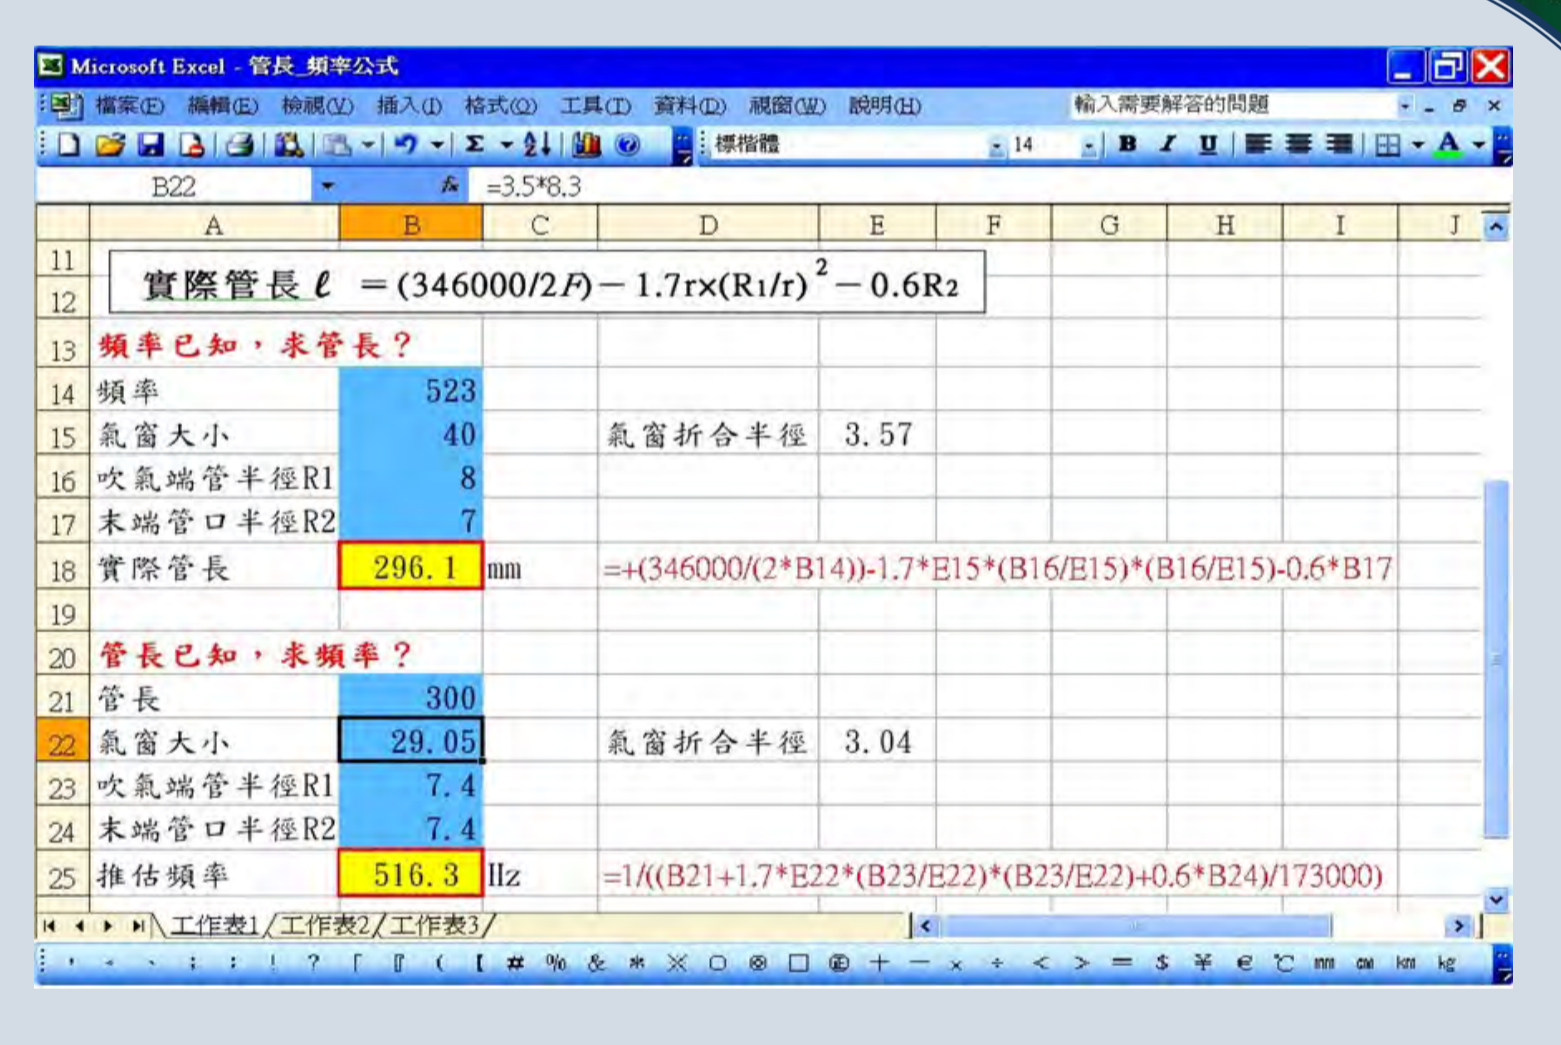 Microsoft Excel - 管長_頻率公式
檔案(F) 編輯(E) 檢視(V) 插入(I) 格式(O) 工具(T) 資料(D) 視窗(W) 說明(H) 輸入需要解答的問題
標楷體 14 B I U A
B22 fx =3.5*8.3
A B C D E F G H I J
11
12 實際管長ℓ =(346000/2F)－1.7r×(R1/r)²－0.6R2
13 頻率已知，求管長？
14 頻率 523
15 氣窗大小 40 氣窗折合半徑 3.57
16 吹氣端管半徑R1 8
17 末端管口半徑R2 7
18 實際管長 296.1 mm =+(346000/(2*B14))-1.7*E15*(B16/E15)*(B16/E15)-0.6*B17
19
20 管長已知，求頻率？
21 管長 300
22 氣窗大小 29.05 氣窗折合半徑 3.04
23 吹氣端管半徑R1 7.4
24 末端管口半徑R2 7.4
25 推估頻率 516.3 Hz =1/((B21+1.7*E22*(B23/E22)*(B23/E22)+0.6*B24)/173000)
工作表1 工作表2 工作表3
! ? 「 『 ( 【 # % & * ※ ○ ⊗ □ ㊣ + － × ÷ < > = $ ¥ € ℃ mm cm km kg